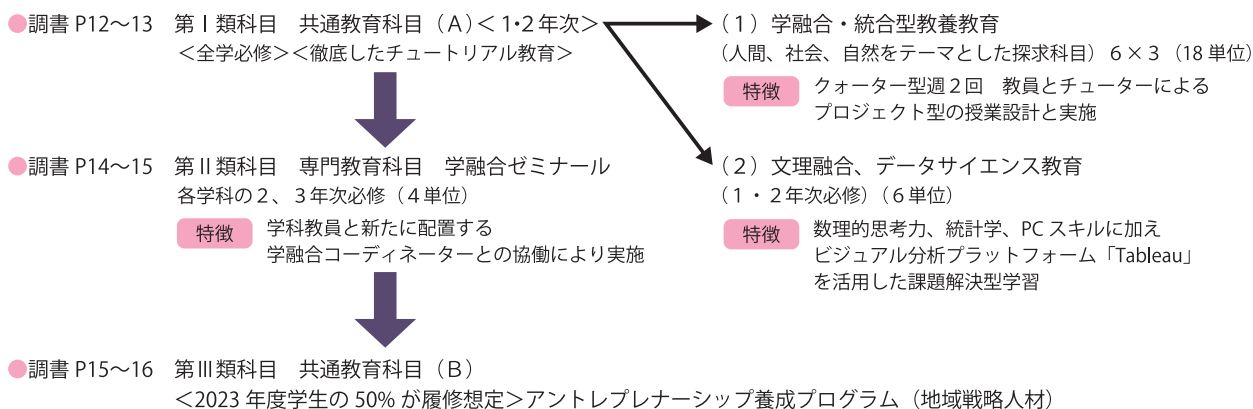 ●調書 P12〜13　第Ⅰ類科目　共通教育科目（A）＜1・2年次＞
＜全学必修＞＜徹底したチュートリアル教育＞
（1）学融合・統合型教養教育
（人間、社会、自然をテーマとした探求科目）6×3（18 単位）
特徴　クォーター型週2回　教員とチューターによる
プロジェクト型の授業設計と実施
●調書 P14〜15　第Ⅱ類科目　専門教育科目　学融合ゼミナール
各学科の2、3年次必修（4単位）
特徴　学科教員と新たに配置する
学融合コーディネーターとの協働により実施
（2）文理融合、データサイエンス教育
（1・2年次必修）（6単位）
特徴　数理的思考力、統計学、PC スキルに加え
ビジュアル分析プラットフォーム「Tableau」
を活用した課題解決型学習
●調書 P15〜16　第Ⅲ類科目　共通教育科目（B）
＜2023 年度学生の 50% が履修想定＞アントレプレナーシップ養成プログラム（地域戦略人材）